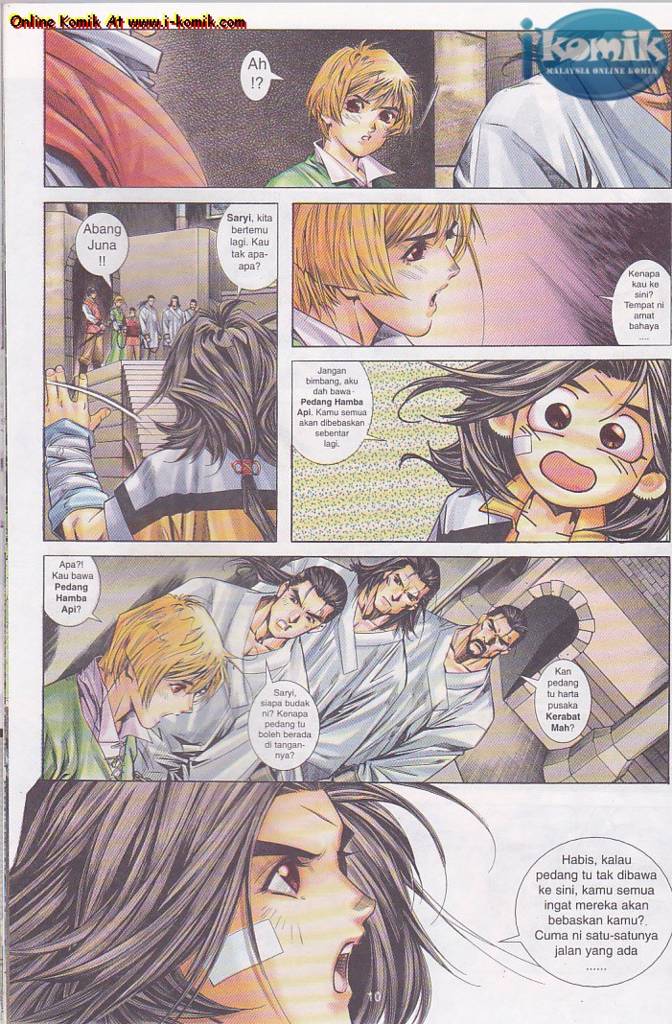 Online Komik At www.i-komik.com
ikomik
MALAYSIA ONLINE KOMIK
Ah
!?
Abang
Juna
!!
Saryi, kita
bertemu
lagi. Kau
tak apa-
apa?
Kenapa
kau ke
sini?
Tempat ni
amat
bahaya
....
Jangan
bimbang, aku
dah bawa
Pedang Hamba
Api. Kamu semua
akan dibebaskan
sebentar
lagi.
Apa?!
Kau bawa
Pedang
Hamba
Api?
Saryi,
siapa budak
ni? Kenapa
pedang tu
boleh berada
di tangan-
nya?
Kan
pedang tu
harta
pusaka
Kerabat
Mah?
Habis, kalau
pedang tu tak dibawa
ke sini, kamu semua
ingat mereka akan
bebaskan kamu?
Cuma ni satu-satunya
jalan yang ada
......
10